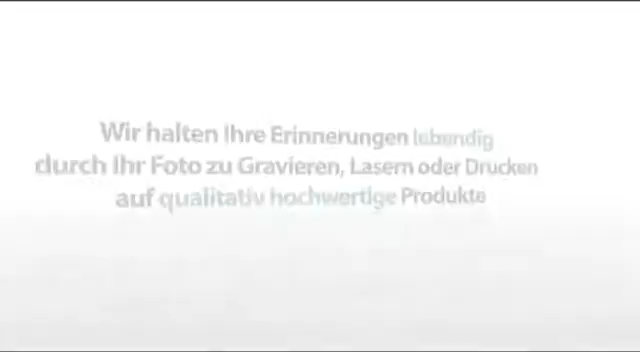 Wir halten Ihre Erinnerungen lebendig
durch Ihr Foto zu Gravieren, Lasern oder Drucken
auf qualitativ hochwertige Produkte